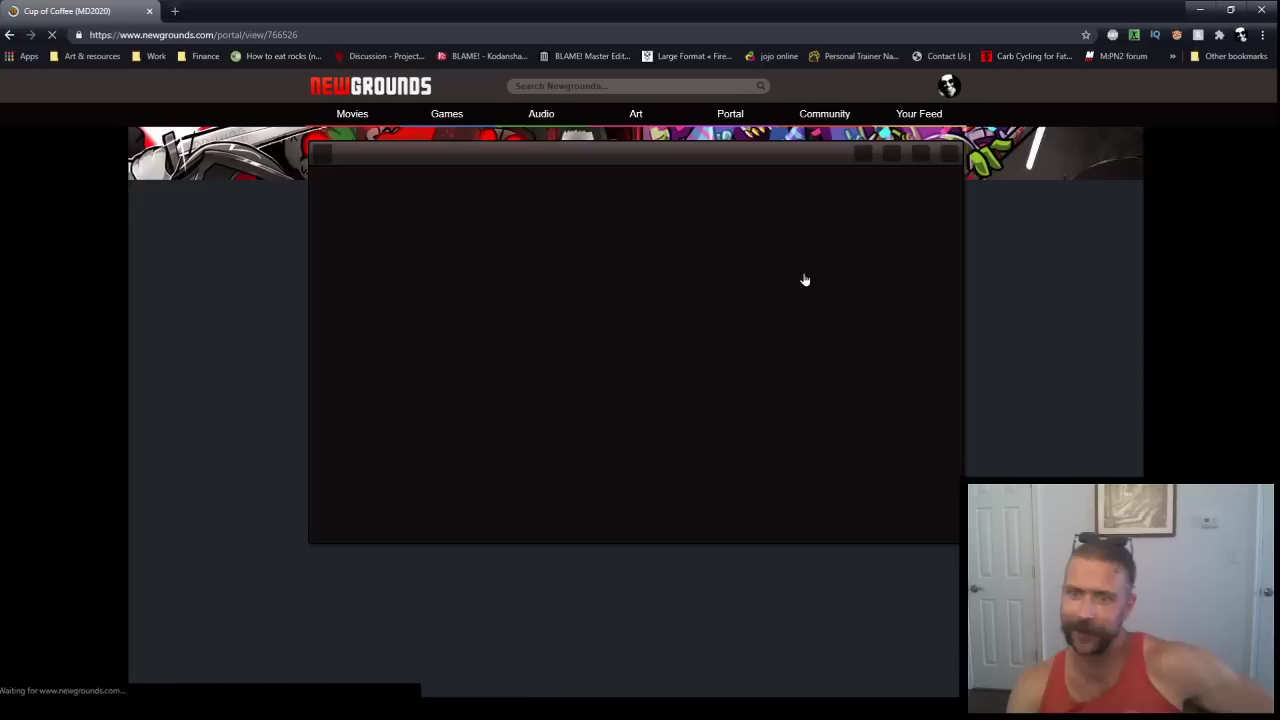 Cup of Coffee (MD2020)
https://www.newgrounds.com/portal/view/766526
Apps
Art & resources
Work
Finance
How to eat rocks (n...
Discussion - Project...
BLAME! - Kodansha...
BLAME! Master Edit...
Large Format « Fire...
jojo online
Personal Trainer Na...
Contact Us |
Carb Cycling for Fat...
M:PN2 forum
»
Other bookmarks
NEWGROUNDS
Search Newgrounds...
Movies
Games
Audio
Art
Portal
Community
Your Feed
Waiting for www.newgrounds.com...